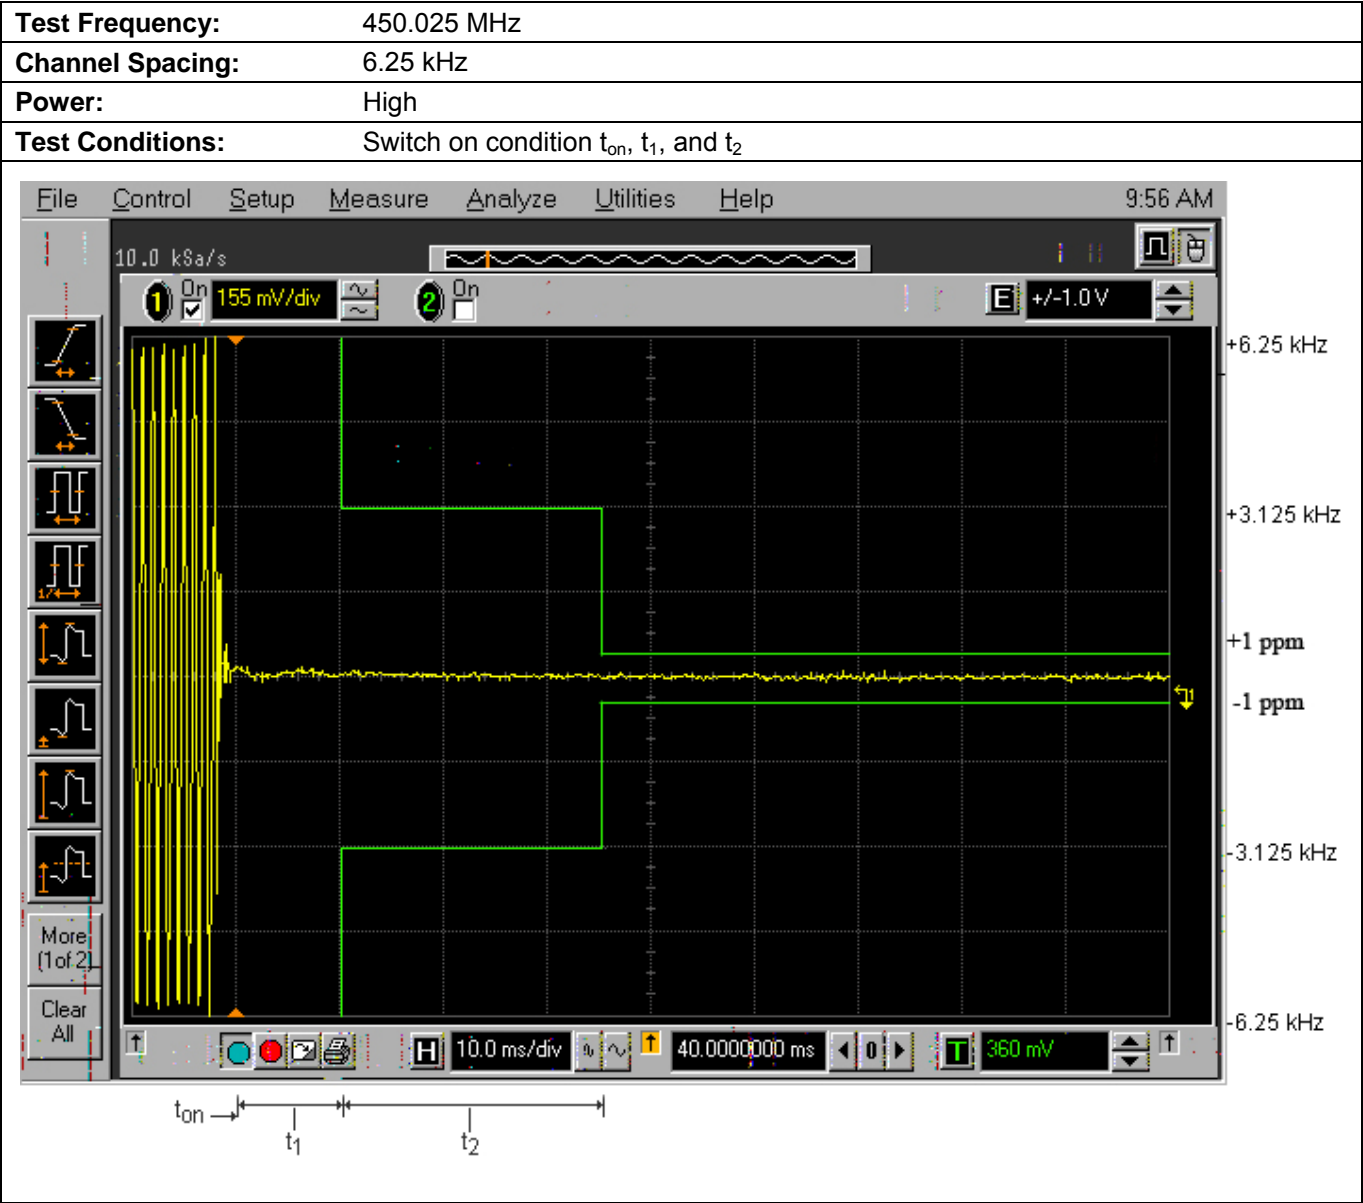 Test Frequency: 450.025 MHz
Channel Spacing: 6.25 kHz
Power: High
Test Conditions: Switch on condition ton, t1, and t2
File Control Setup Measure Analyze Utilities Help 9:56 AM
10.0 kSa/s
1 On 155 mV/div 2 On E +/-1.0 V
+6.25 kHz
+3.125 kHz
+1 ppm
-1 ppm
-3.125 kHz
-6.25 kHz
1/
More
(1of 2)
Clear
All
H 10.0 ms/div 40.0000000 ms 0 T 360 mV
ton
t1
t2